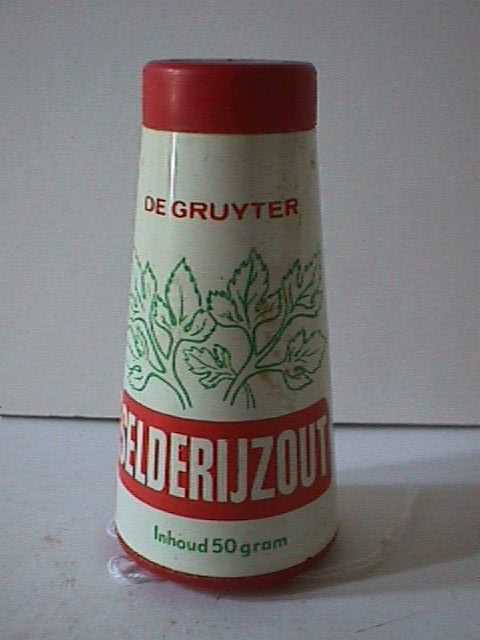 DE GRUYTER
SELDERIJZOUT
Inhoud 50 gram